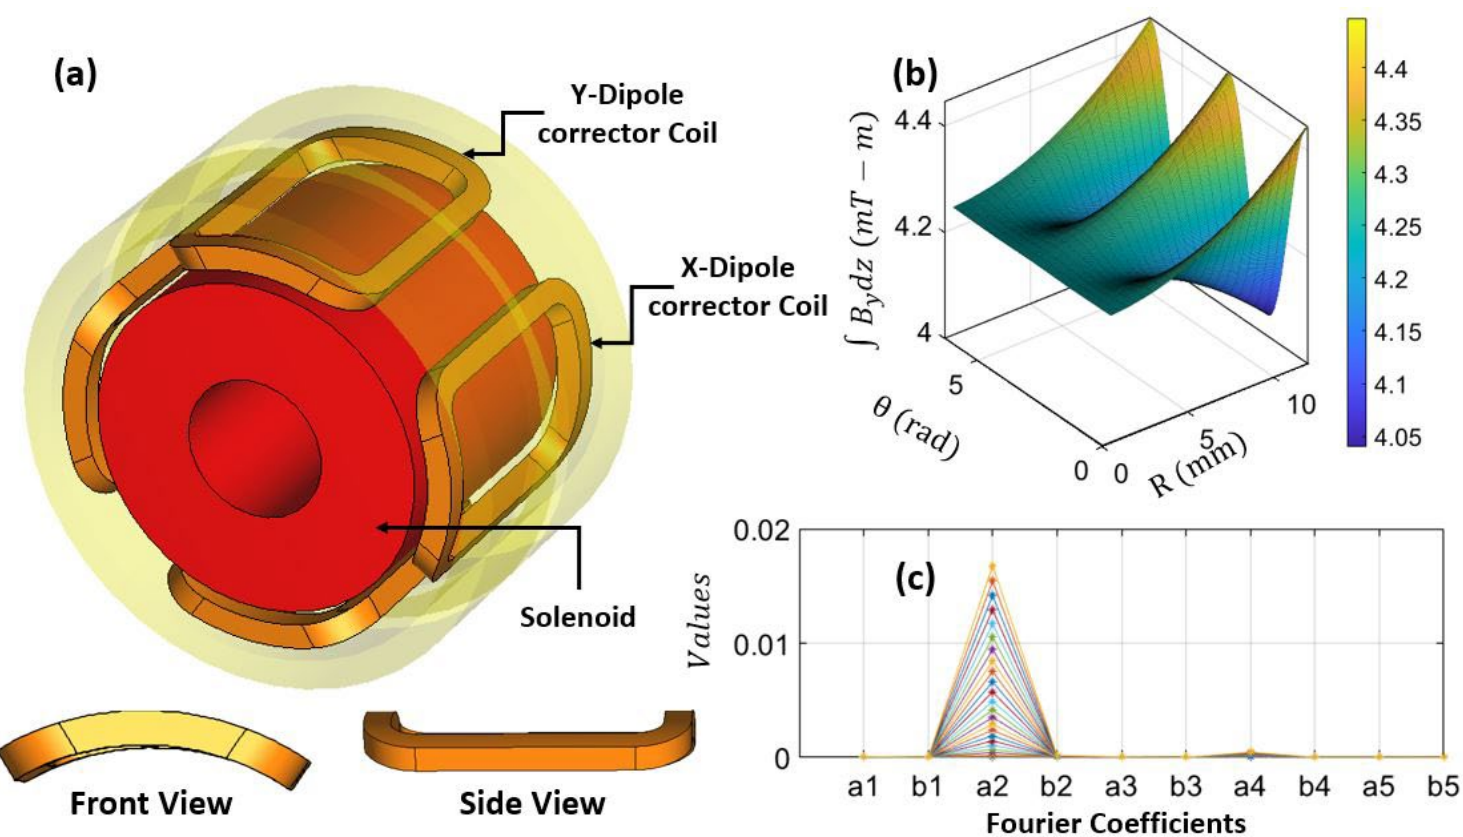 (a)
Y-Dipole
corrector Coil
X-Dipole
corrector Coil
Solenoid
Front View
Side View
(b)
∫ B_y dz (mT − m)
4.4
4.2
4
5
0
θ (rad)
0
5
10
R (mm)
4.4
4.35
4.3
4.25
4.2
4.15
4.1
4.05
(c)
Values
0.02
0.01
0
a1 b1 a2 b2 a3 b3 a4 b4 a5 b5
Fourier Coefficients